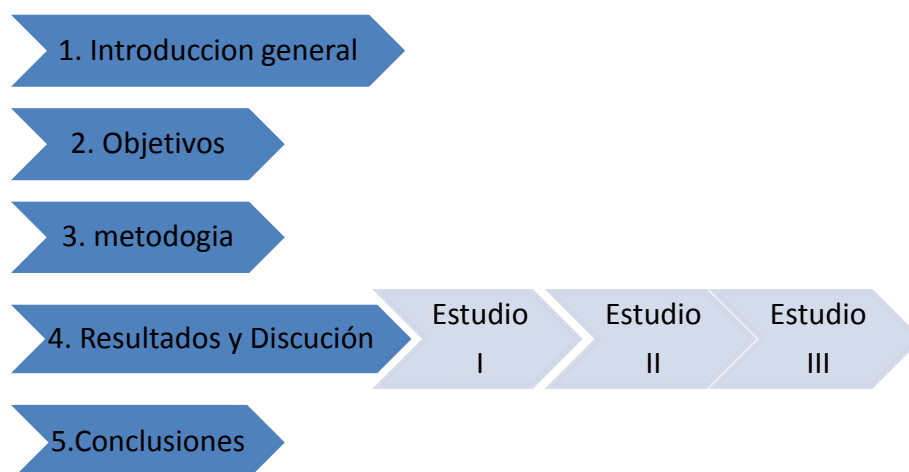 1. Introduccion general
2. Objetivos
3. metodogia
4. Resultados y Discución
Estudio
I
Estudio
II
Estudio
III
5.Conclusiones